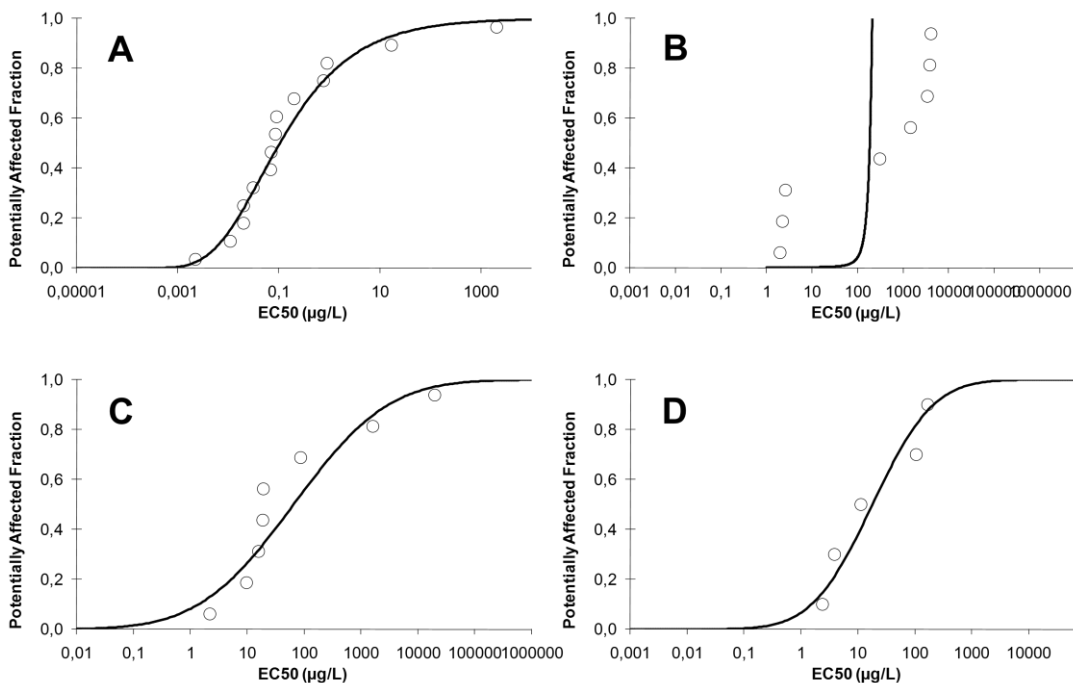 A
Potentially Affected Fraction
1,0
0,8
0,6
0,4
0,2
0,0
0,00001 0,001 0,1 10 1000
EC50 (µg/L)
B
Potentially Affected Fraction
1,0
0,8
0,6
0,4
0,2
0,0
0,001 0,01 0,1 1 10 100 1000 10000 100000 1000000
EC50 (µg/L)
C
Potentially Affected Fraction
1,0
0,8
0,6
0,4
0,2
0,0
0,01 0,1 1 10 100 1000 10000 100000 1000000
EC50 (µg/L)
D
Potentially Affected Fraction
1,0
0,8
0,6
0,4
0,2
0,0
0,001 0,01 0,1 1 10 100 1000 10000
EC50 (µg/L)